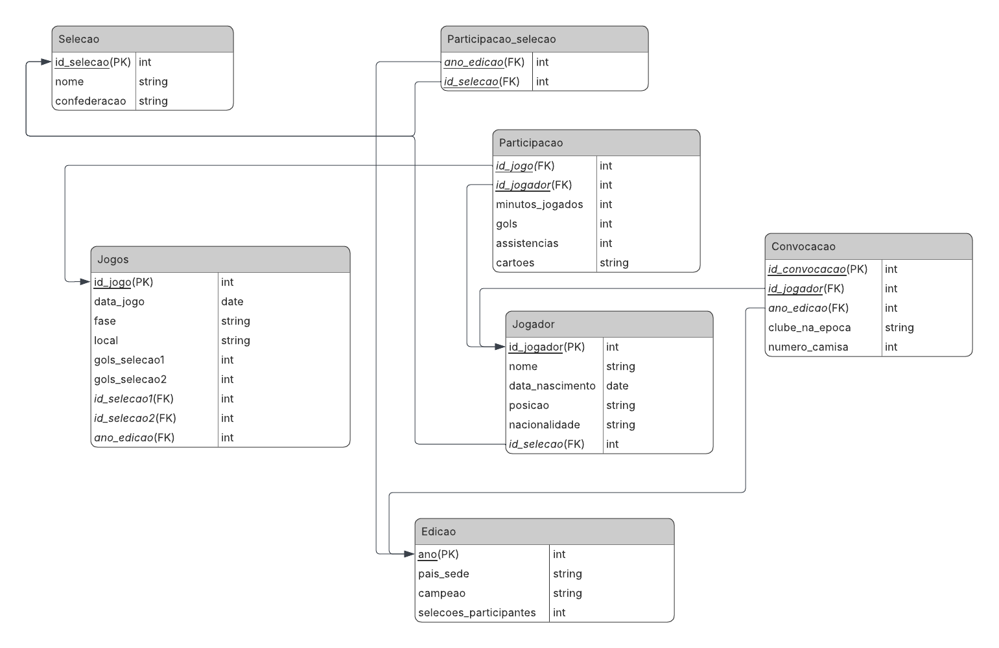 Selecao
id_selecao(PK) int
nome string
confederacao string
Participacao_selecao
ano_edicao(FK) int
id_selecao(FK) int
Participacao
id_jogo(FK) int
id_jogador(FK) int
minutos_jogados int
gols int
assistencias int
cartoes string
Jogos
id_jogo(PK) int
data_jogo date
fase string
local string
gols_selecao1 int
gols_selecao2 int
id_selecao1(FK) int
id_selecao2(FK) int
ano_edicao(FK) int
Convocacao
id_convocacao(PK) int
id_jogador(FK) int
ano_edicao(FK) int
clube_na_epoca string
numero_camisa int
Jogador
id_jogador(PK) int
nome string
data_nascimento date
posicao string
nacionalidade string
id_selecao(FK) int
Edicao
ano(PK) int
pais_sede string
campeao string
selecoes_participantes int